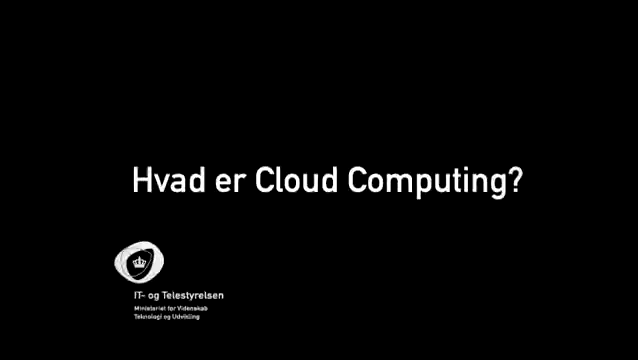 Hvad er Cloud Computing?
IT- og Telestyrelsen
Ministeriet for Videnskab
Teknologi og Udvikling